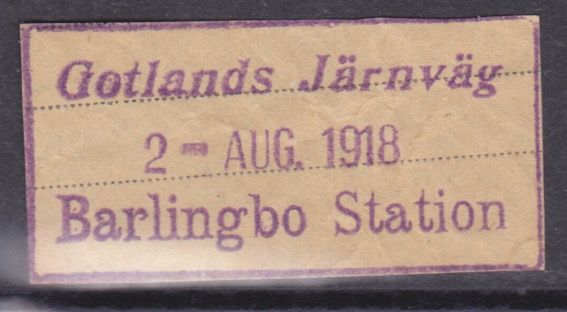 Gotlands Järnväg
2 - AUG. 1918
Barlingbo Station